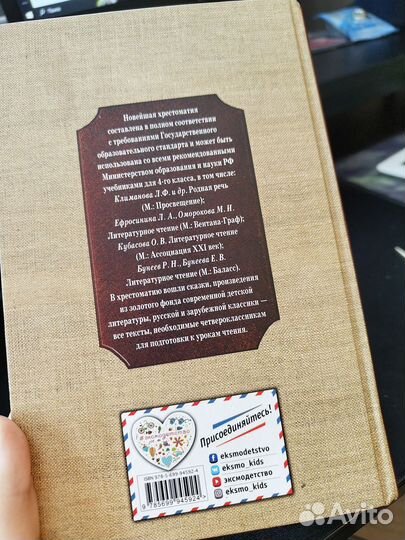 Новейшая хрестоматия
составлена в полном соответствии
с требованиями Государственного
образовательного стандарта и может быть
использована со всеми рекомендованными
Министерством образования и науки РФ
учебниками для 4-го класса, в том числе:
Климанова Л.Ф. и др. Родная речь
(М.: Просвещение);
Ефросинина Л. А., Оморокова М. И.
Литературное чтение (М.: Вентана-Граф);
Кубасова О. В. Литературное чтение
(М.: Ассоциация XXI век);
Бунеев Р. Н., Бунеева Е. В.
Литературное чтение (М.: Баласс).
В хрестоматию вошли сказки, произведения
из золотого фонда современной детской
литературы, русской и зарубежной классики —
все тексты, необходимые четвероклассникам
для подготовки к урокам чтения.
эксмодетство
Присоединяйтесь!
eksmodetstvo
eksmo_kids
эксмодетство
eksmo_kids
ISBN 978-5-699-94592-4
9 785699 945924 >
Avito